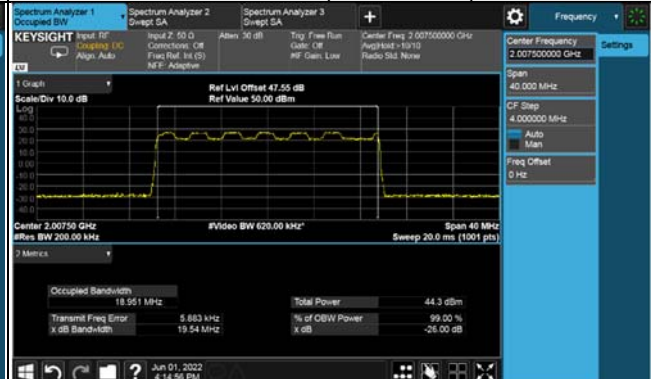 Spectrum Analyzer 1
Occupied BW
Spectrum Analyzer 2
Swept SA
Spectrum Analyzer 3
Swept SA
+
Frequency
KEYSIGHT
Input: RF
Coupling: DC
Align: Auto
Input Z: 50 Ω
Corrections: Off
Freq Ref: Int (S)
NFE: Adaptive
Atten: 30 dB
Trig: Free Run
Gate: Off
#IF Gain: Low
Center Freq: 2.007500000 GHz
Avg|Hold:>10/10
Radio Std: None
LXI
1 Graph
Scale/Div 10.0 dB
Ref Lvl Offset 47.55 dB
Ref Value 50.00 dBm
Log
40.0
30.0
20.0
10.0
0.00
-10.0
-20.0
-30.0
-40.0
Center 2.00750 GHz
#Res BW 200.00 kHz
#Video BW 620.00 kHz*
Span 40 MHz
Sweep 20.0 ms (1001 pts)
2 Metrics
Occupied Bandwidth
18.951 MHz
Total Power 44.3 dBm
Transmit Freq Error 5.883 kHz
% of OBW Power 99.00 %
x dB Bandwidth 19.54 MHz
x dB -26.00 dB
Center Frequency
2.007500000 GHz
Settings
Span
40.000 MHz
CF Step
4.000000 MHz
Auto
Man
Freq Offset
0 Hz
?
Jun 01, 2022
4:14:56 PM